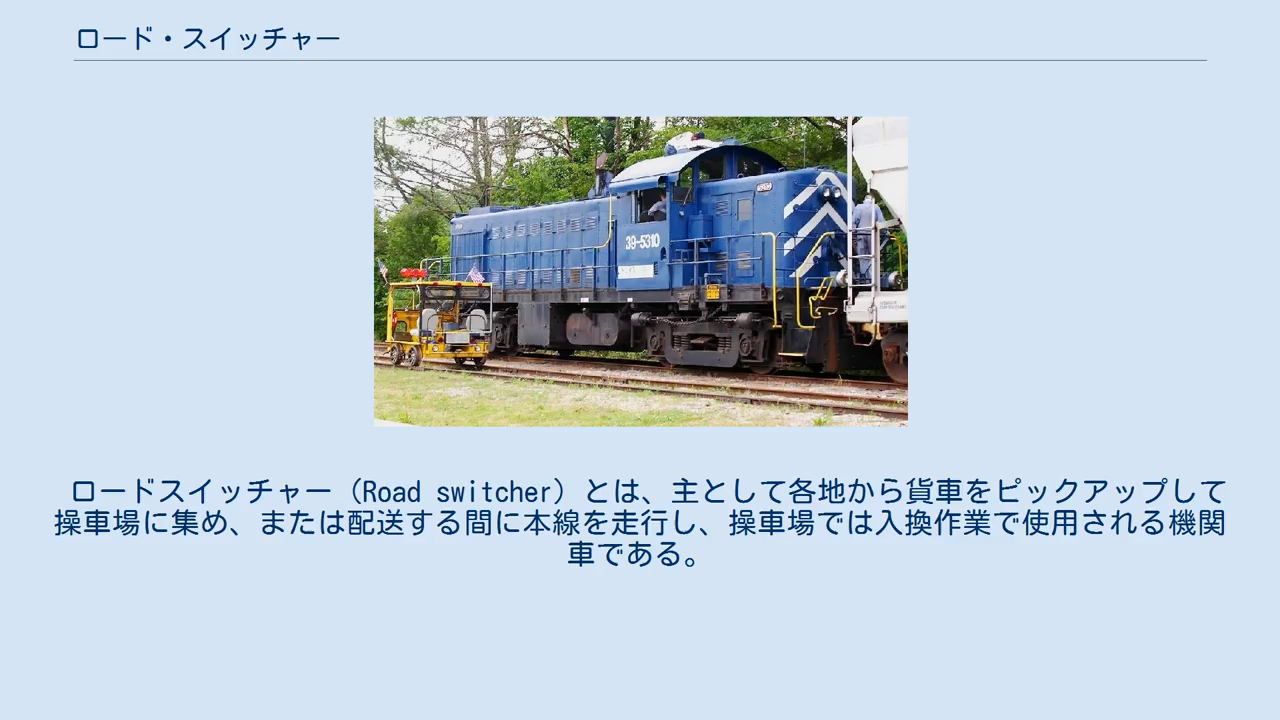 ロード・スイッチャー
39-5310
ロードスイッチャー（Road switcher）とは、主として各地から貨車をピックアップして
操車場に集め、または配送する間に本線を走行し、操車場では入換作業で使用される機関
車である。